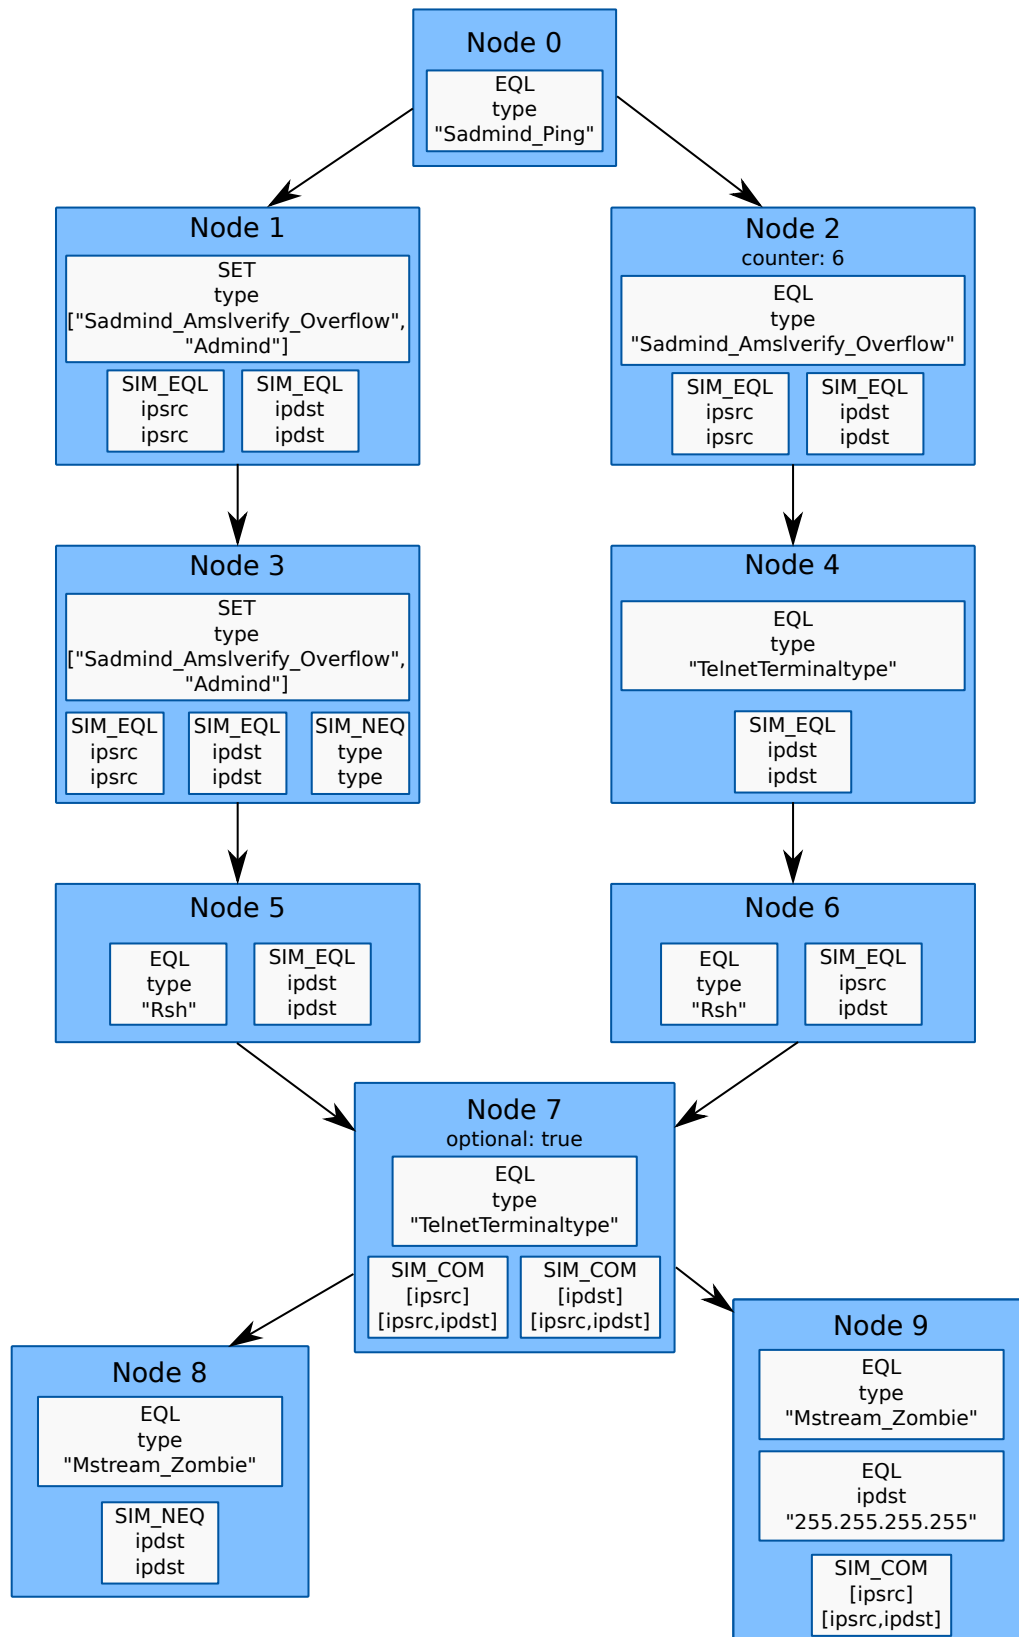 Node 0
EQL
type
"Sadmind_Ping"
Node 1
SET
type
["Sadmind_Amslverify_Overflow",
"Admind"]
SIM_EQL
ipsrc
ipsrc
SIM_EQL
ipdst
ipdst
Node 2
counter: 6
EQL
type
"Sadmind_Amslverify_Overflow"
SIM_EQL
ipsrc
ipsrc
SIM_EQL
ipdst
ipdst
Node 3
SET
type
["Sadmind_Amslverify_Overflow",
"Admind"]
SIM_EQL
ipsrc
ipsrc
SIM_EQL
ipdst
ipdst
SIM_NEQ
type
type
Node 4
EQL
type
"TelnetTerminaltype"
SIM_EQL
ipdst
ipdst
Node 5
EQL
type
"Rsh"
SIM_EQL
ipdst
ipdst
Node 6
EQL
type
"Rsh"
SIM_EQL
ipsrc
ipdst
Node 7
optional: true
EQL
type
"TelnetTerminaltype"
SIM_COM
[ipsrc]
[ipsrc,ipdst]
SIM_COM
[ipdst]
[ipsrc,ipdst]
Node 8
EQL
type
"Mstream_Zombie"
SIM_NEQ
ipdst
ipdst
Node 9
EQL
type
"Mstream_Zombie"
EQL
ipdst
"255.255.255.255"
SIM_COM
[ipsrc]
[ipsrc,ipdst]